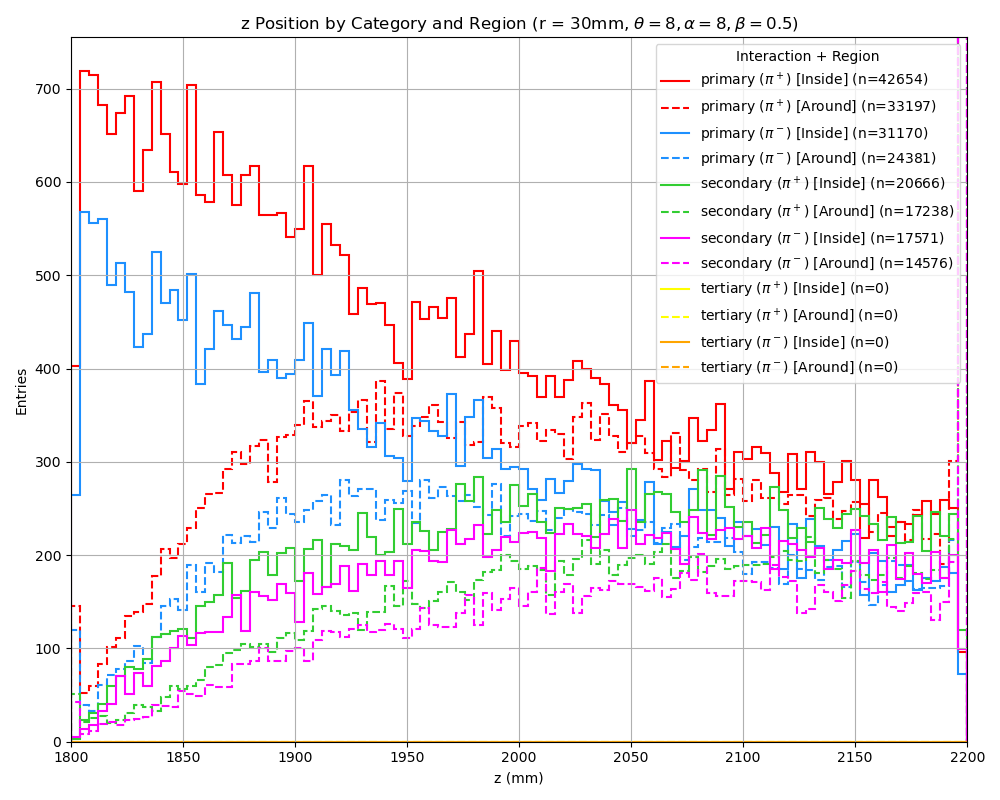 z Position by Category and Region (r = 30mm, θ = 8, α = 8, β = 0.5)
Interaction + Region
primary (π⁺) [Inside] (n=42654)
primary (π⁺) [Around] (n=33197)
primary (π⁻) [Inside] (n=31170)
primary (π⁻) [Around] (n=24381)
secondary (π⁺) [Inside] (n=20666)
secondary (π⁺) [Around] (n=17238)
secondary (π⁻) [Inside] (n=17571)
secondary (π⁻) [Around] (n=14576)
tertiary (π⁺) [Inside] (n=0)
tertiary (π⁺) [Around] (n=0)
tertiary (π⁻) [Inside] (n=0)
tertiary (π⁻) [Around] (n=0)
Entries
700
600
500
400
300
200
100
0
1800 1850 1900 1950 2000 2050 2100 2150 2200
z (mm)